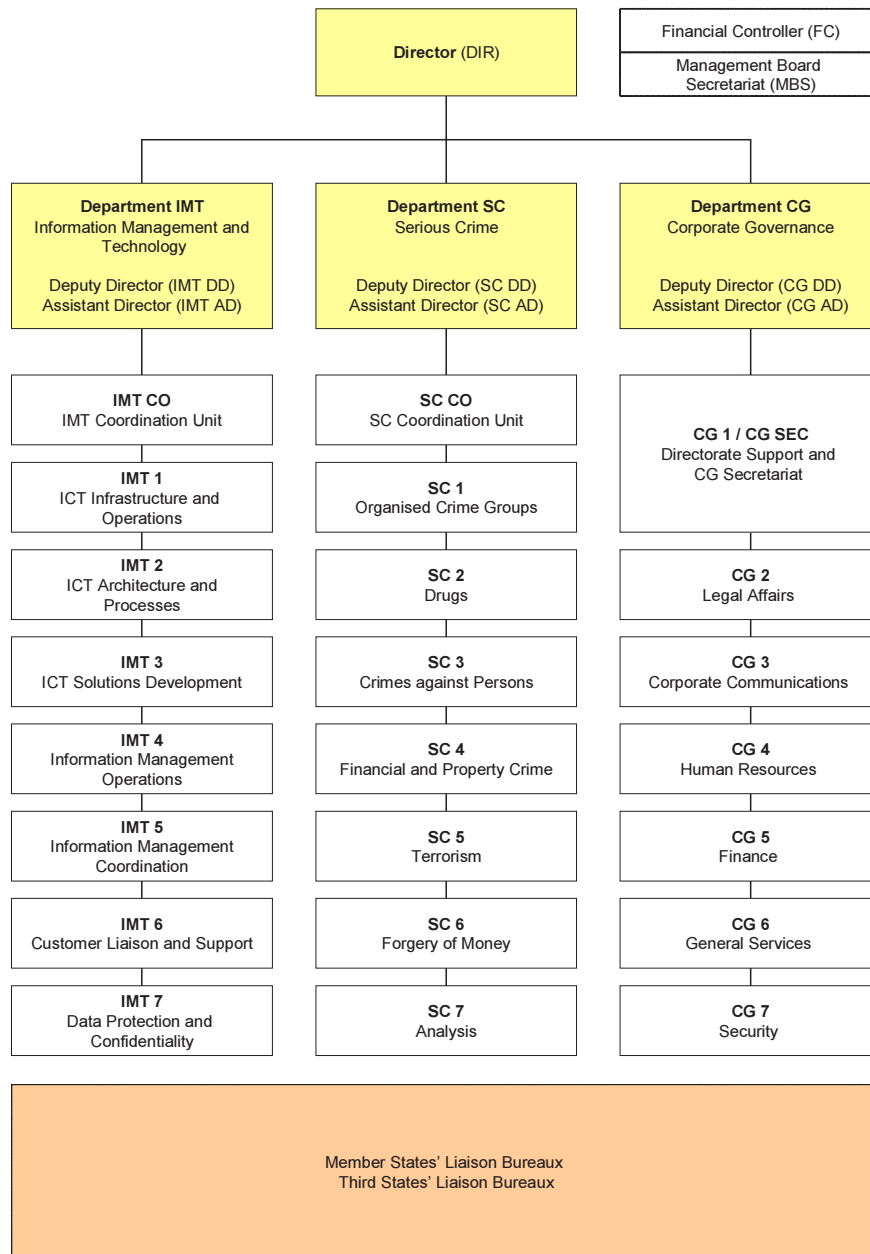 Director (DIR)
Financial Controller (FC)
Management Board
Secretariat (MBS)
Department IMT
Information Management and
Technology
Deputy Director (IMT DD)
Assistant Director (IMT AD)
Department SC
Serious Crime
Deputy Director (SC DD)
Assistant Director (SC AD)
Department CG
Corporate Governance
Deputy Director (CG DD)
Assistant Director (CG AD)
IMT CO
IMT Coordination Unit
IMT 1
ICT Infrastructure and
Operations
IMT 2
ICT Architecture and
Processes
IMT 3
ICT Solutions Development
IMT 4
Information Management
Operations
IMT 5
Information Management
Coordination
IMT 6
Customer Liaison and Support
IMT 7
Data Protection and
Confidentiality
SC CO
SC Coordination Unit
SC 1
Organised Crime Groups
SC 2
Drugs
SC 3
Crimes against Persons
SC 4
Financial and Property Crime
SC 5
Terrorism
SC 6
Forgery of Money
SC 7
Analysis
CG 1 / CG SEC
Directorate Support and
CG Secretariat
CG 2
Legal Affairs
CG 3
Corporate Communications
CG 4
Human Resources
CG 5
Finance
CG 6
General Services
CG 7
Security
Member States’ Liaison Bureaux
Third States’ Liaison Bureaux